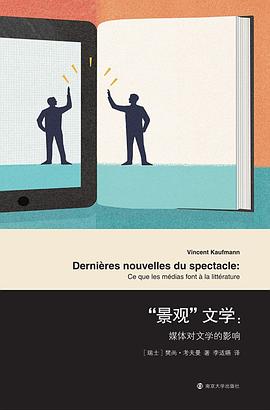 Vincent Kaufmann
Dernières nouvelles du spectacle:
Ce que les médias font à la littérature
“景观”文学：
媒体对文学的影响
［瑞士］樊尚·考夫曼 著 李适嬿 译
南京大学出版社